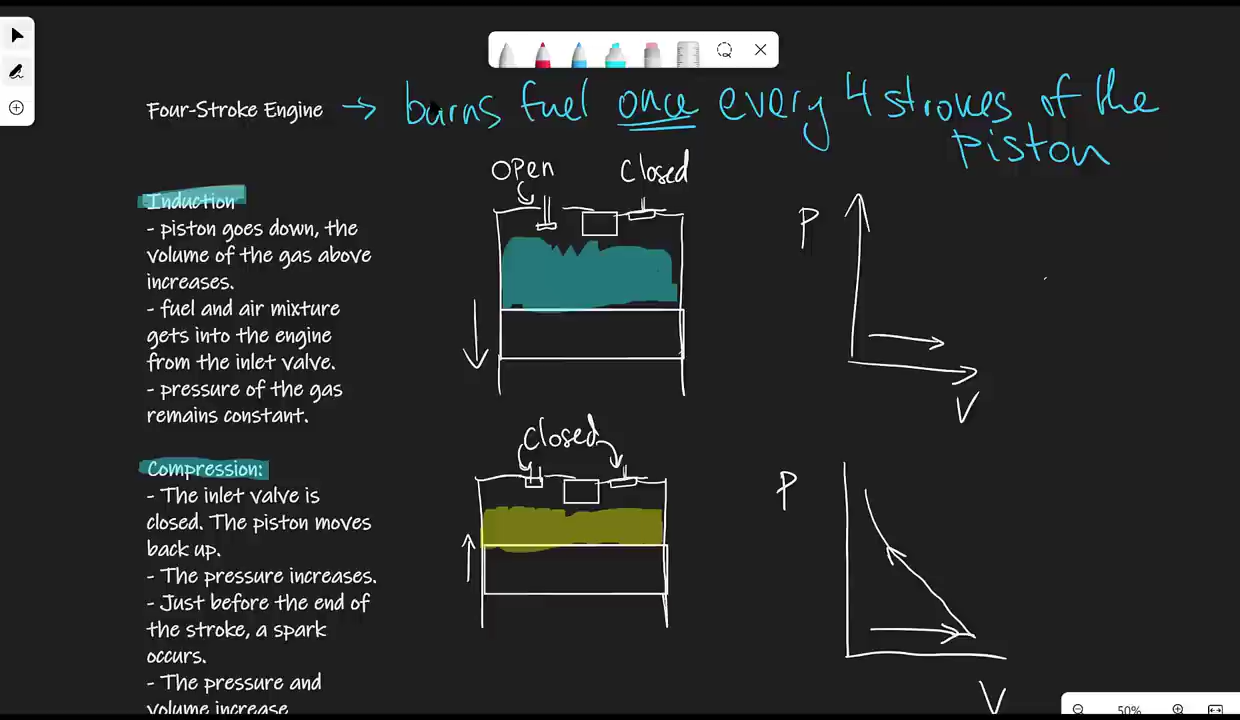 Four-Stroke Engine → burns fuel once every 4 strokes of the
piston
Open
Closed
Induction
- piston goes down, the
volume of the gas above
increases.
- fuel and air mixture
gets into the engine
from the inlet valve.
- pressure of the gas
remains constant.
P
V
Closed
Compression:
- The inlet valve is
closed. The piston moves
back up.
- The pressure increases.
- Just before the end of
the stroke, a spark
occurs.
- The pressure and
volume increase
P
V
50%